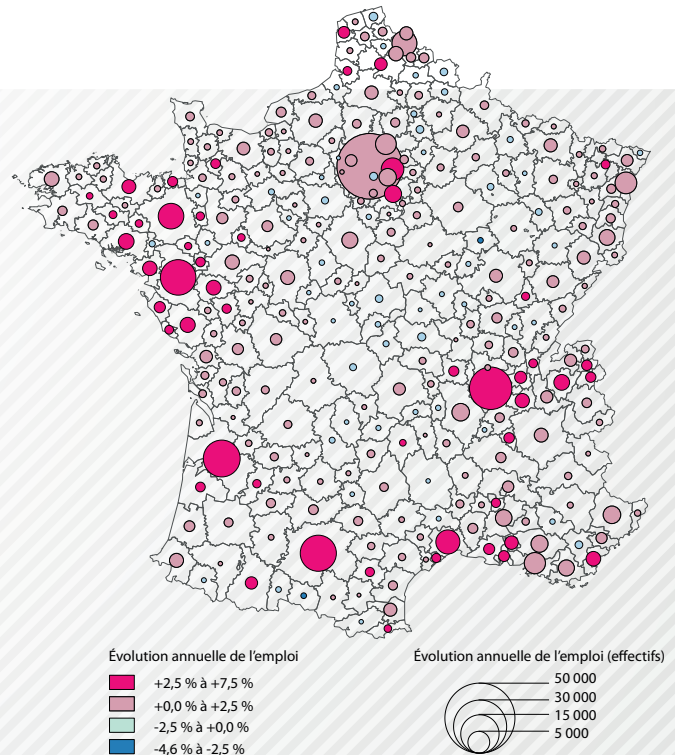 Évolution annuelle de l'emploi
+2,5 % à +7,5 %
+0,0 % à +2,5 %
-2,5 % à +0,0 %
-4,6 % à -2,5 %
Évolution annuelle de l'emploi (effectifs)
50 000
30 000
15 000
5 000